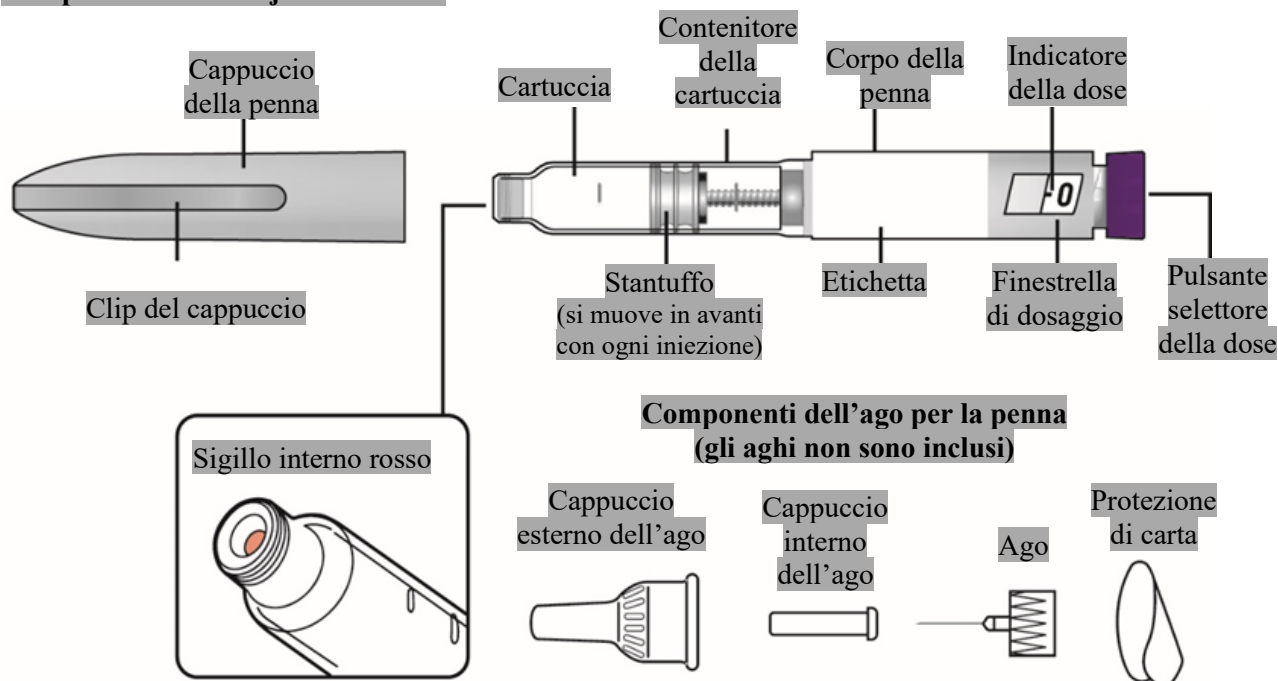 Cappuccio
della penna
Cartuccia
Contenitore
della
cartuccia
Corpo della
penna
Indicatore
della dose
0
Clip del cappuccio
Stantuffo
(si muove in avanti
con ogni iniezione)
Etichetta
Finestrella
di dosaggio
Pulsante
selettore
della dose
Sigillo interno rosso
Componenti dell’ago per la penna
(gli aghi non sono inclusi)
Cappuccio
esterno dell’ago
Cappuccio
interno
dell’ago
Ago
Protezione
di carta